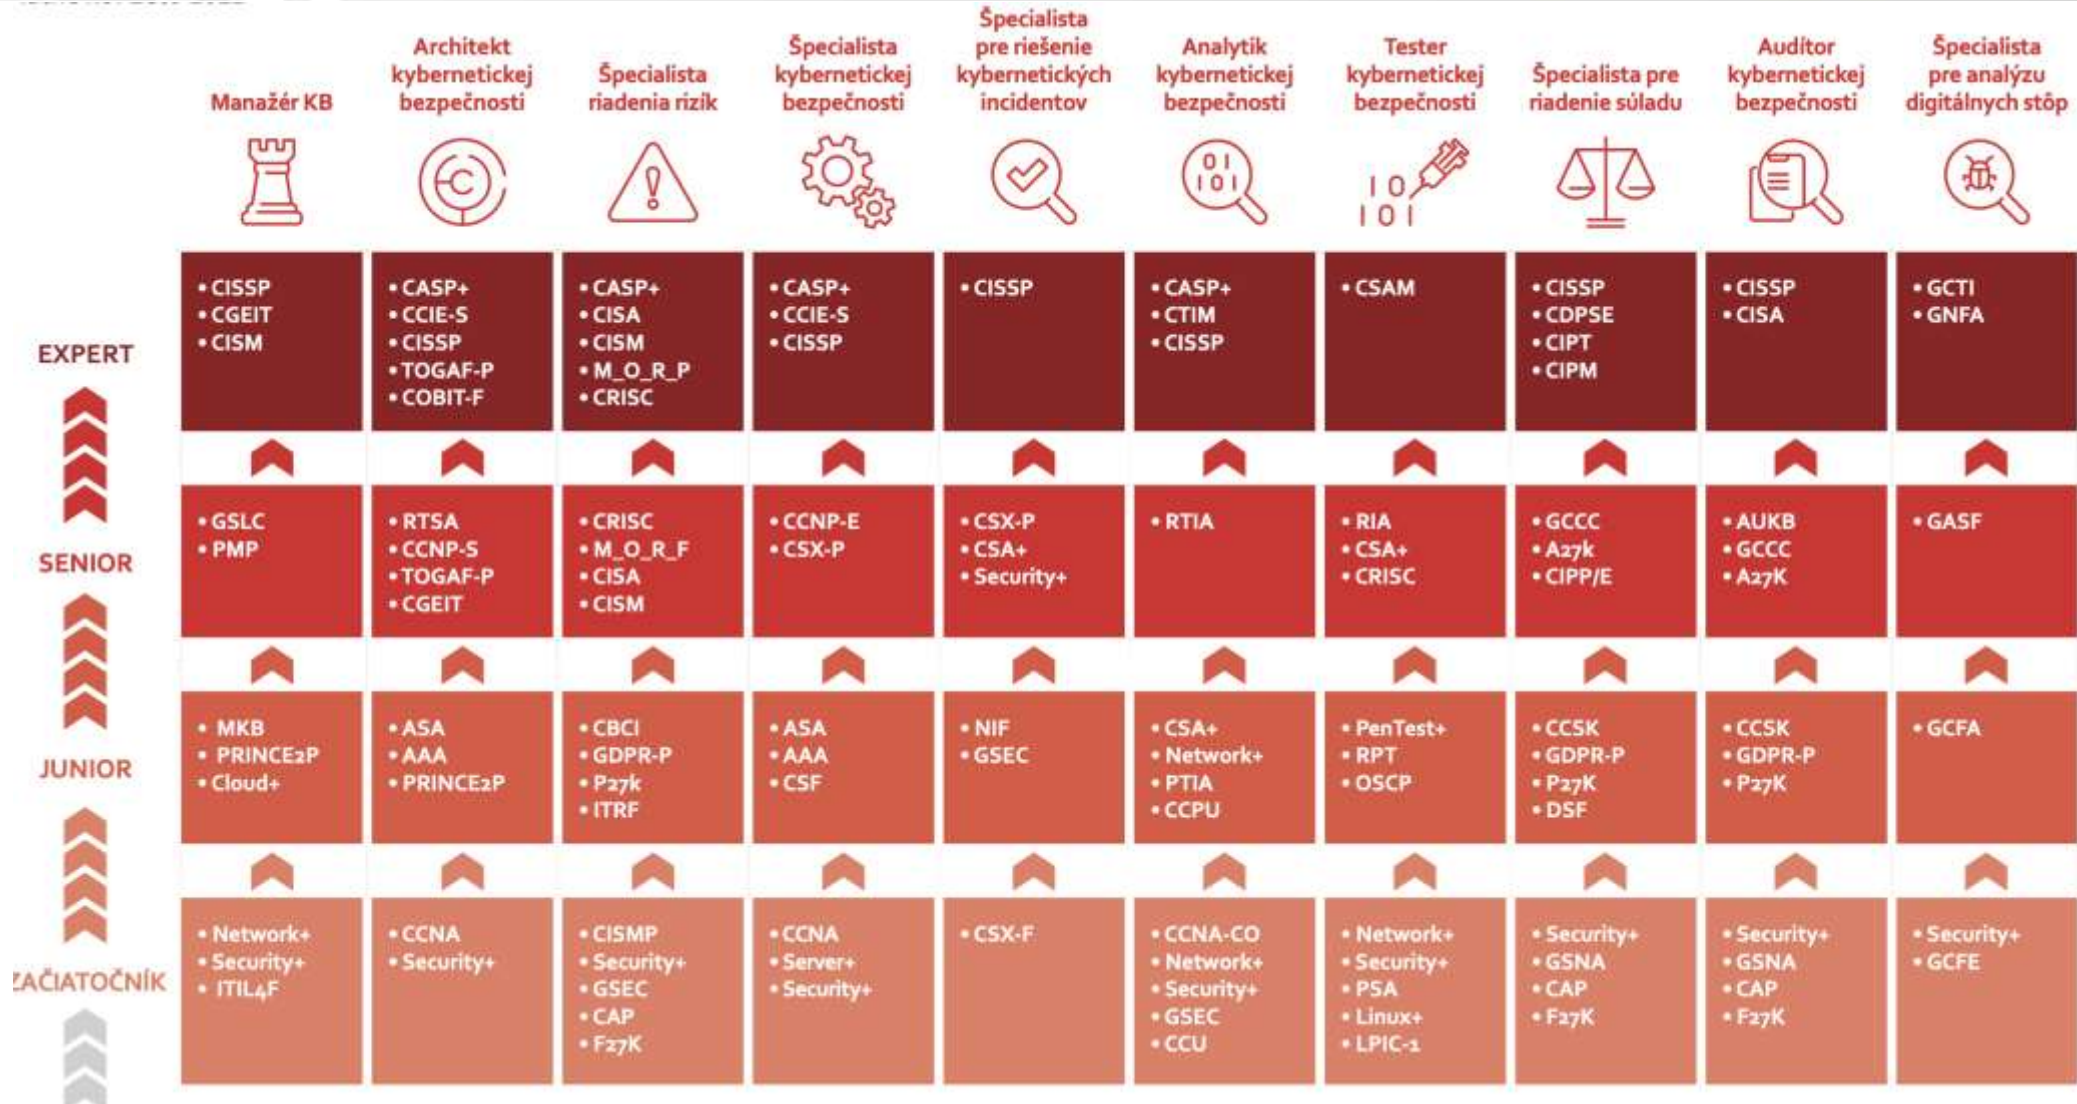 Manažér KB
Architekt
kybernetickej
bezpečnosti
Špecialista
riadenia rizík
Špecialista
kybernetickej
bezpečnosti
Špecialista
pre riešenie
kybernetických
incidentov
Analytik
kybernetickej
bezpečnosti
Tester
kybernetickej
bezpečnosti
Špecialista pre
riadenie súladu
Audítor
kybernetickej
bezpečnosti
Špecialista
pre analýzu
digitálnych stôp
EXPERT
• CISSP
• CGEIT
• CISM
• CASP+
• CCIE-S
• CISSP
• TOGAF-P
• COBIT-F
• CASP+
• CISA
• CISM
• M_O_R_P
• CRISC
• CASP+
• CCIE-S
• CISSP
• CISSP
• CASP+
• CTIM
• CISSP
• CSAM
• CISSP
• CDPSE
• CIPT
• CIPM
• CISSP
• CISA
• GCTI
• GNFA
SENIOR
• GSLC
• PMP
• RTSA
• CCNP-S
• TOGAF-P
• CGEIT
• CRISC
• M_O_R_F
• CISA
• CISM
• CCNP-E
• CSX-P
• CSX-P
• CSA+
• Security+
• RTIA
• RIA
• CSA+
• CRISC
• GCCC
• A27k
• CIPP/E
• AUKB
• GCCC
• A27K
• GASF
JUNIOR
• MKB
• PRINCE2P
• Cloud+
• ASA
• AAA
• PRINCE2P
• CBCI
• GDPR-P
• P27k
• ITRF
• ASA
• AAA
• CSF
• NIF
• GSEC
• CSA+
• Network+
• PTIA
• CCPU
• PenTest+
• RPT
• OSCP
• CCSK
• GDPR-P
• P27K
• DSF
• CCSK
• GDPR-P
• P27K
• GCFA
ZAČIATOČNÍK
• Network+
• Security+
• ITIL4F
• CCNA
• Security+
• CISMP
• Security+
• GSEC
• CAP
• F27K
• CCNA
• Server+
• Security+
• CSX-F
• CCNA-CO
• Network+
• Security+
• GSEC
• CCU
• Network+
• Security+
• PSA
• Linux+
• LPIC-1
• Security+
• GSNA
• CAP
• F27K
• Security+
• GSNA
• CAP
• F27K
• Security+
• GCFE
01
101
10
101
C